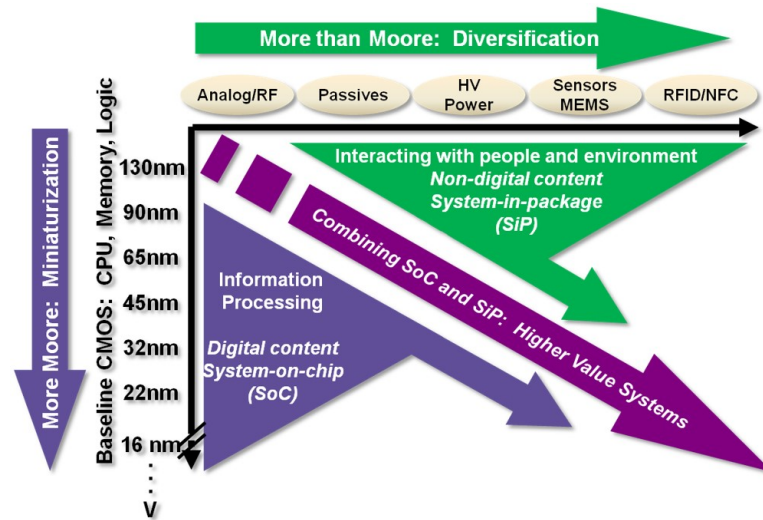 More than Moore: Diversification
Analog/RF
Passives
HV
Power
Sensors
MEMS
RFID/NFC
More Moore: Miniaturization
Baseline CMOS: CPU, Memory, Logic
130nm
90nm
65nm
45nm
32nm
22nm
16 nm
V
Interacting with people and environment
Non-digital content
System-in-package
(SiP)
Combining SoC and SiP: Higher Value Systems
Information
Processing
Digital content
System-on-chip
(SoC)